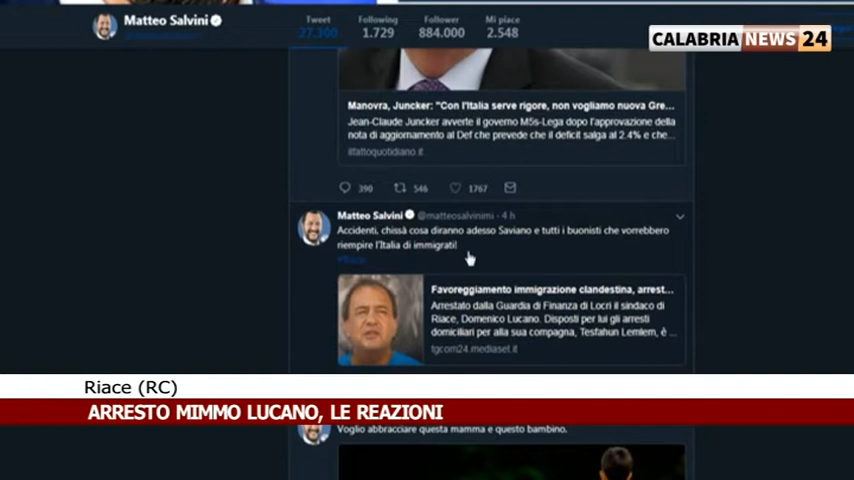 Matteo Salvini
Tweet
Following
Follower
Mi piace
27.300
1.729
884.000
2.548
CALABRIA NEWS 24
Manovra, Juncker: "Con l'Italia serve rigore, non vogliamo nuova Gre...
Jean-Claude Juncker avverte il governo M5s-Lega dopo l'approvazione della
nota di aggiornamento al Def che prevede che il deficit salga al 2.4% e che...
ilfattoquotidiano.it
390
546
1767
Matteo Salvini @matteosalvinimi · 4 h
Accidenti, chissà cosa diranno adesso Saviano e tutti i buonisti che vorrebbero
riempire l'Italia di immigrati!
#Riace
Favoreggiamento immigrazione clandestina, arrest...
Arrestato dalla Guardia di Finanza di Locri il sindaco di
Riace, Domenico Lucano. Disposti per lui gli arresti
domiciliari per alla sua compagna, Tesfahun Lemlem, è ...
tgcom24.mediaset.it
Riace (RC)
ARRESTO MIMMO LUCANO, LE REAZIONI
Voglio abbracciare questa mamma e questo bambino.